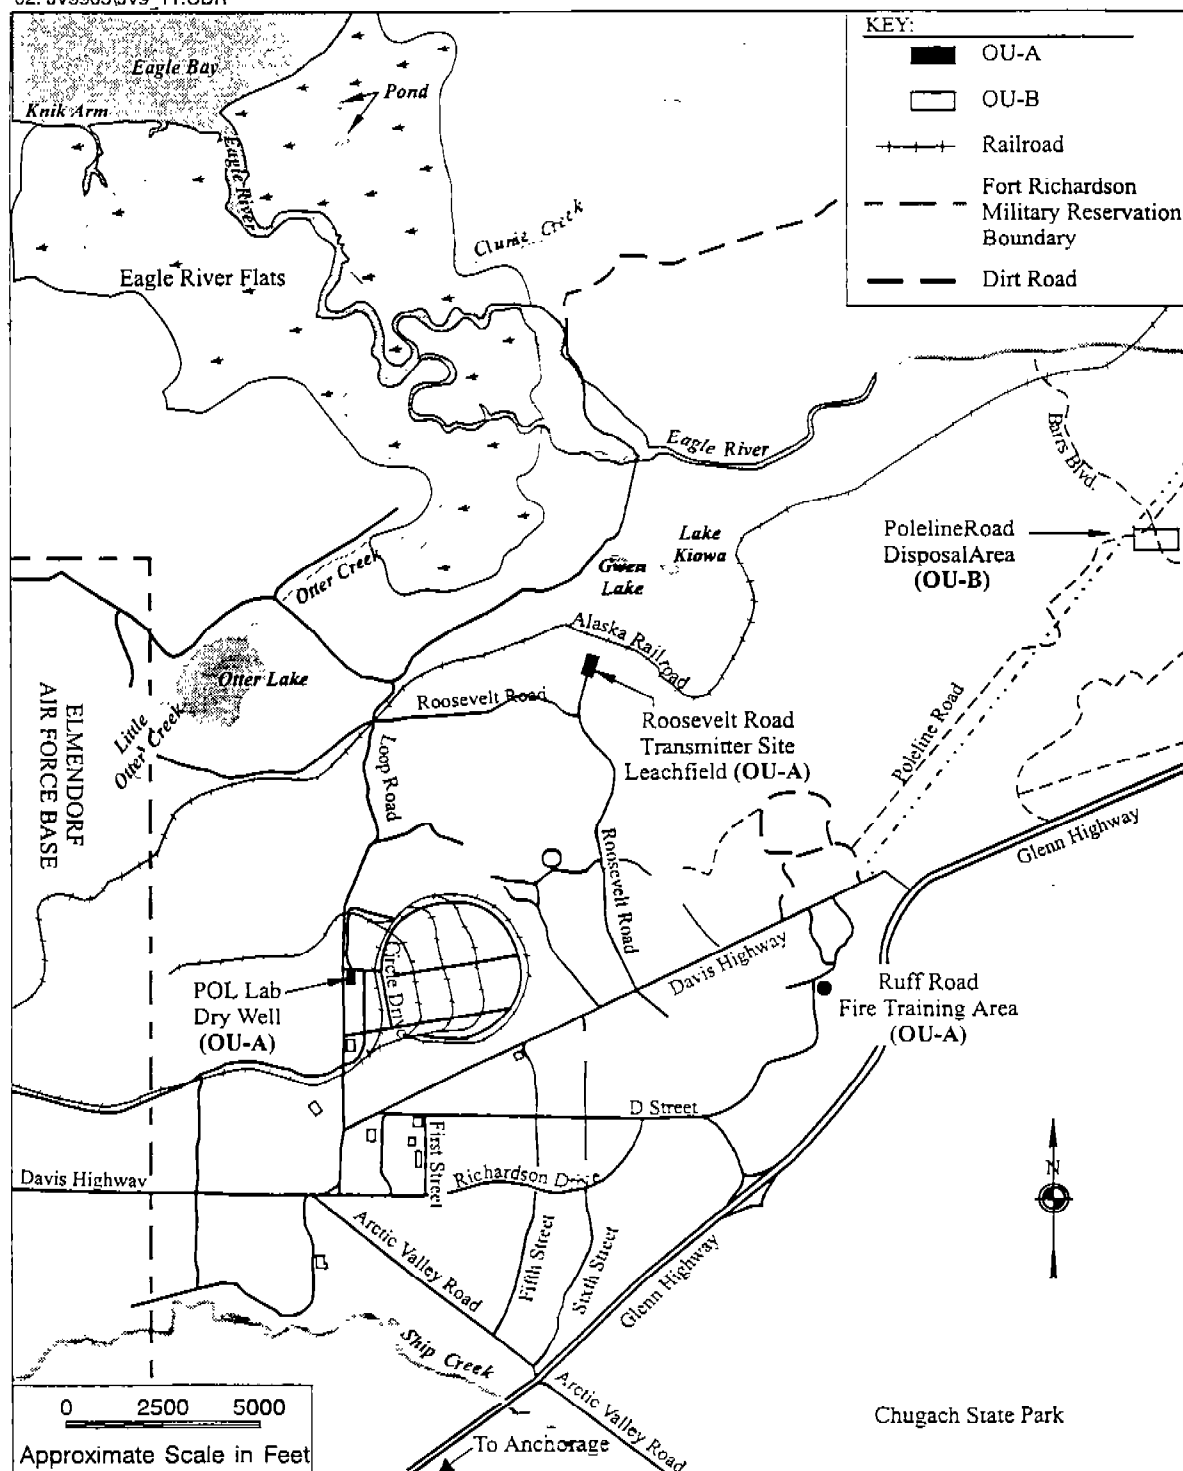 KEY:
OU-A
OU-B
Railroad
Fort Richardson
Military Reservation
Boundary
Dirt Road
Eagle Bay
Pond
Knik Arm
Eagle River
Clunie Creek
Eagle River Flats
Eagle River
Barrs Blvd.
PolelineRoad
DisposalArea
(OU-B)
Lake
Kiowa
Gwen
Lake
Otter Creek
Alaska Railroad
Otter Lake
Little
Otter Creek
Roosevelt Road
Roosevelt Road
Transmitter Site
Leachfield (OU-A)
Poleline Road
ELMENDORF
AIR FORCE BASE
Loop Road
Glenn Highway
Roosevelt Road
Davis Highway
Circle Drive
POL Lab
Dry Well
(OU-A)
Ruff Road
Fire Training Area
(OU-A)
D Street
First Street
Davis Highway
Richardson Drive
Arctic Valley Road
Fifth Street
Sixth Street
Glenn Highway
N
Ship Creek
Arctic Valley Road
Chugach State Park
To Anchorage
0 2500 5000
Approximate Scale in Feet